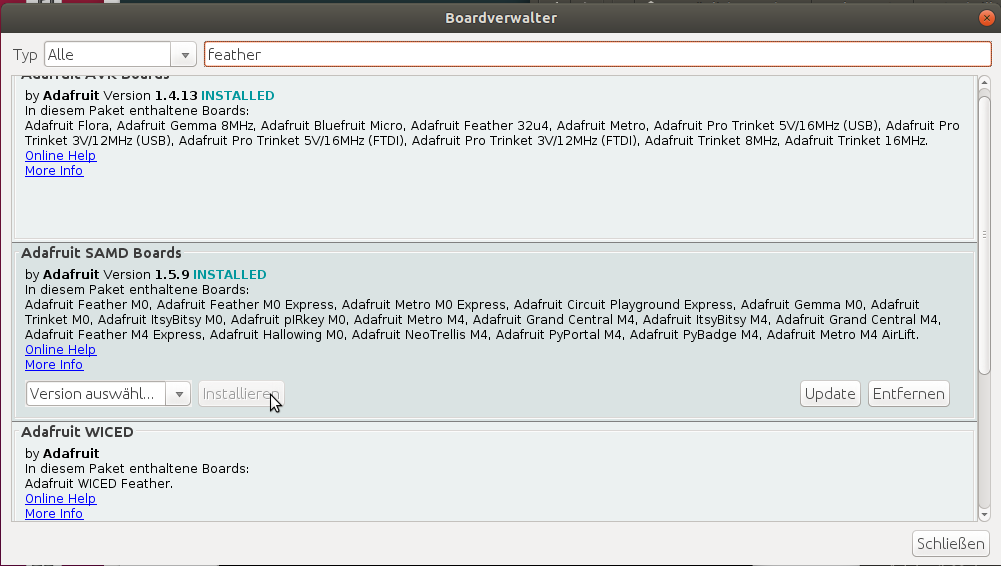 Boardverwalter
Typ Alle feather
Adafruit AVR Boards
by Adafruit Version 1.4.13 INSTALLED
In diesem Paket enthaltene Boards:
Adafruit Flora, Adafruit Gemma 8MHz, Adafruit Bluefruit Micro, Adafruit Feather 32u4, Adafruit Metro, Adafruit Pro Trinket 5V/16MHz (USB), Adafruit Pro
Trinket 3V/12MHz (USB), Adafruit Pro Trinket 5V/16MHz (FTDI), Adafruit Pro Trinket 3V/12MHz (FTDI), Adafruit Trinket 8MHz, Adafruit Trinket 16MHz.
Online Help
More Info
Adafruit SAMD Boards
by Adafruit Version 1.5.9 INSTALLED
In diesem Paket enthaltene Boards:
Adafruit Feather M0, Adafruit Feather M0 Express, Adafruit Metro M0 Express, Adafruit Circuit Playground Express, Adafruit Gemma M0, Adafruit
Trinket M0, Adafruit ItsyBitsy M0, Adafruit pIRkey M0, Adafruit Metro M4, Adafruit Grand Central M4, Adafruit ItsyBitsy M4, Adafruit Grand Central M4,
Adafruit Feather M4 Express, Adafruit Hallowing M0, Adafruit NeoTrellis M4, Adafruit PyPortal M4, Adafruit PyBadge M4, Adafruit Metro M4 AirLift.
Online Help
More Info
Version auswähl... Installieren Update Entfernen
Adafruit WICED
by Adafruit
In diesem Paket enthaltene Boards:
Adafruit WICED Feather.
Online Help
More Info
Schließen